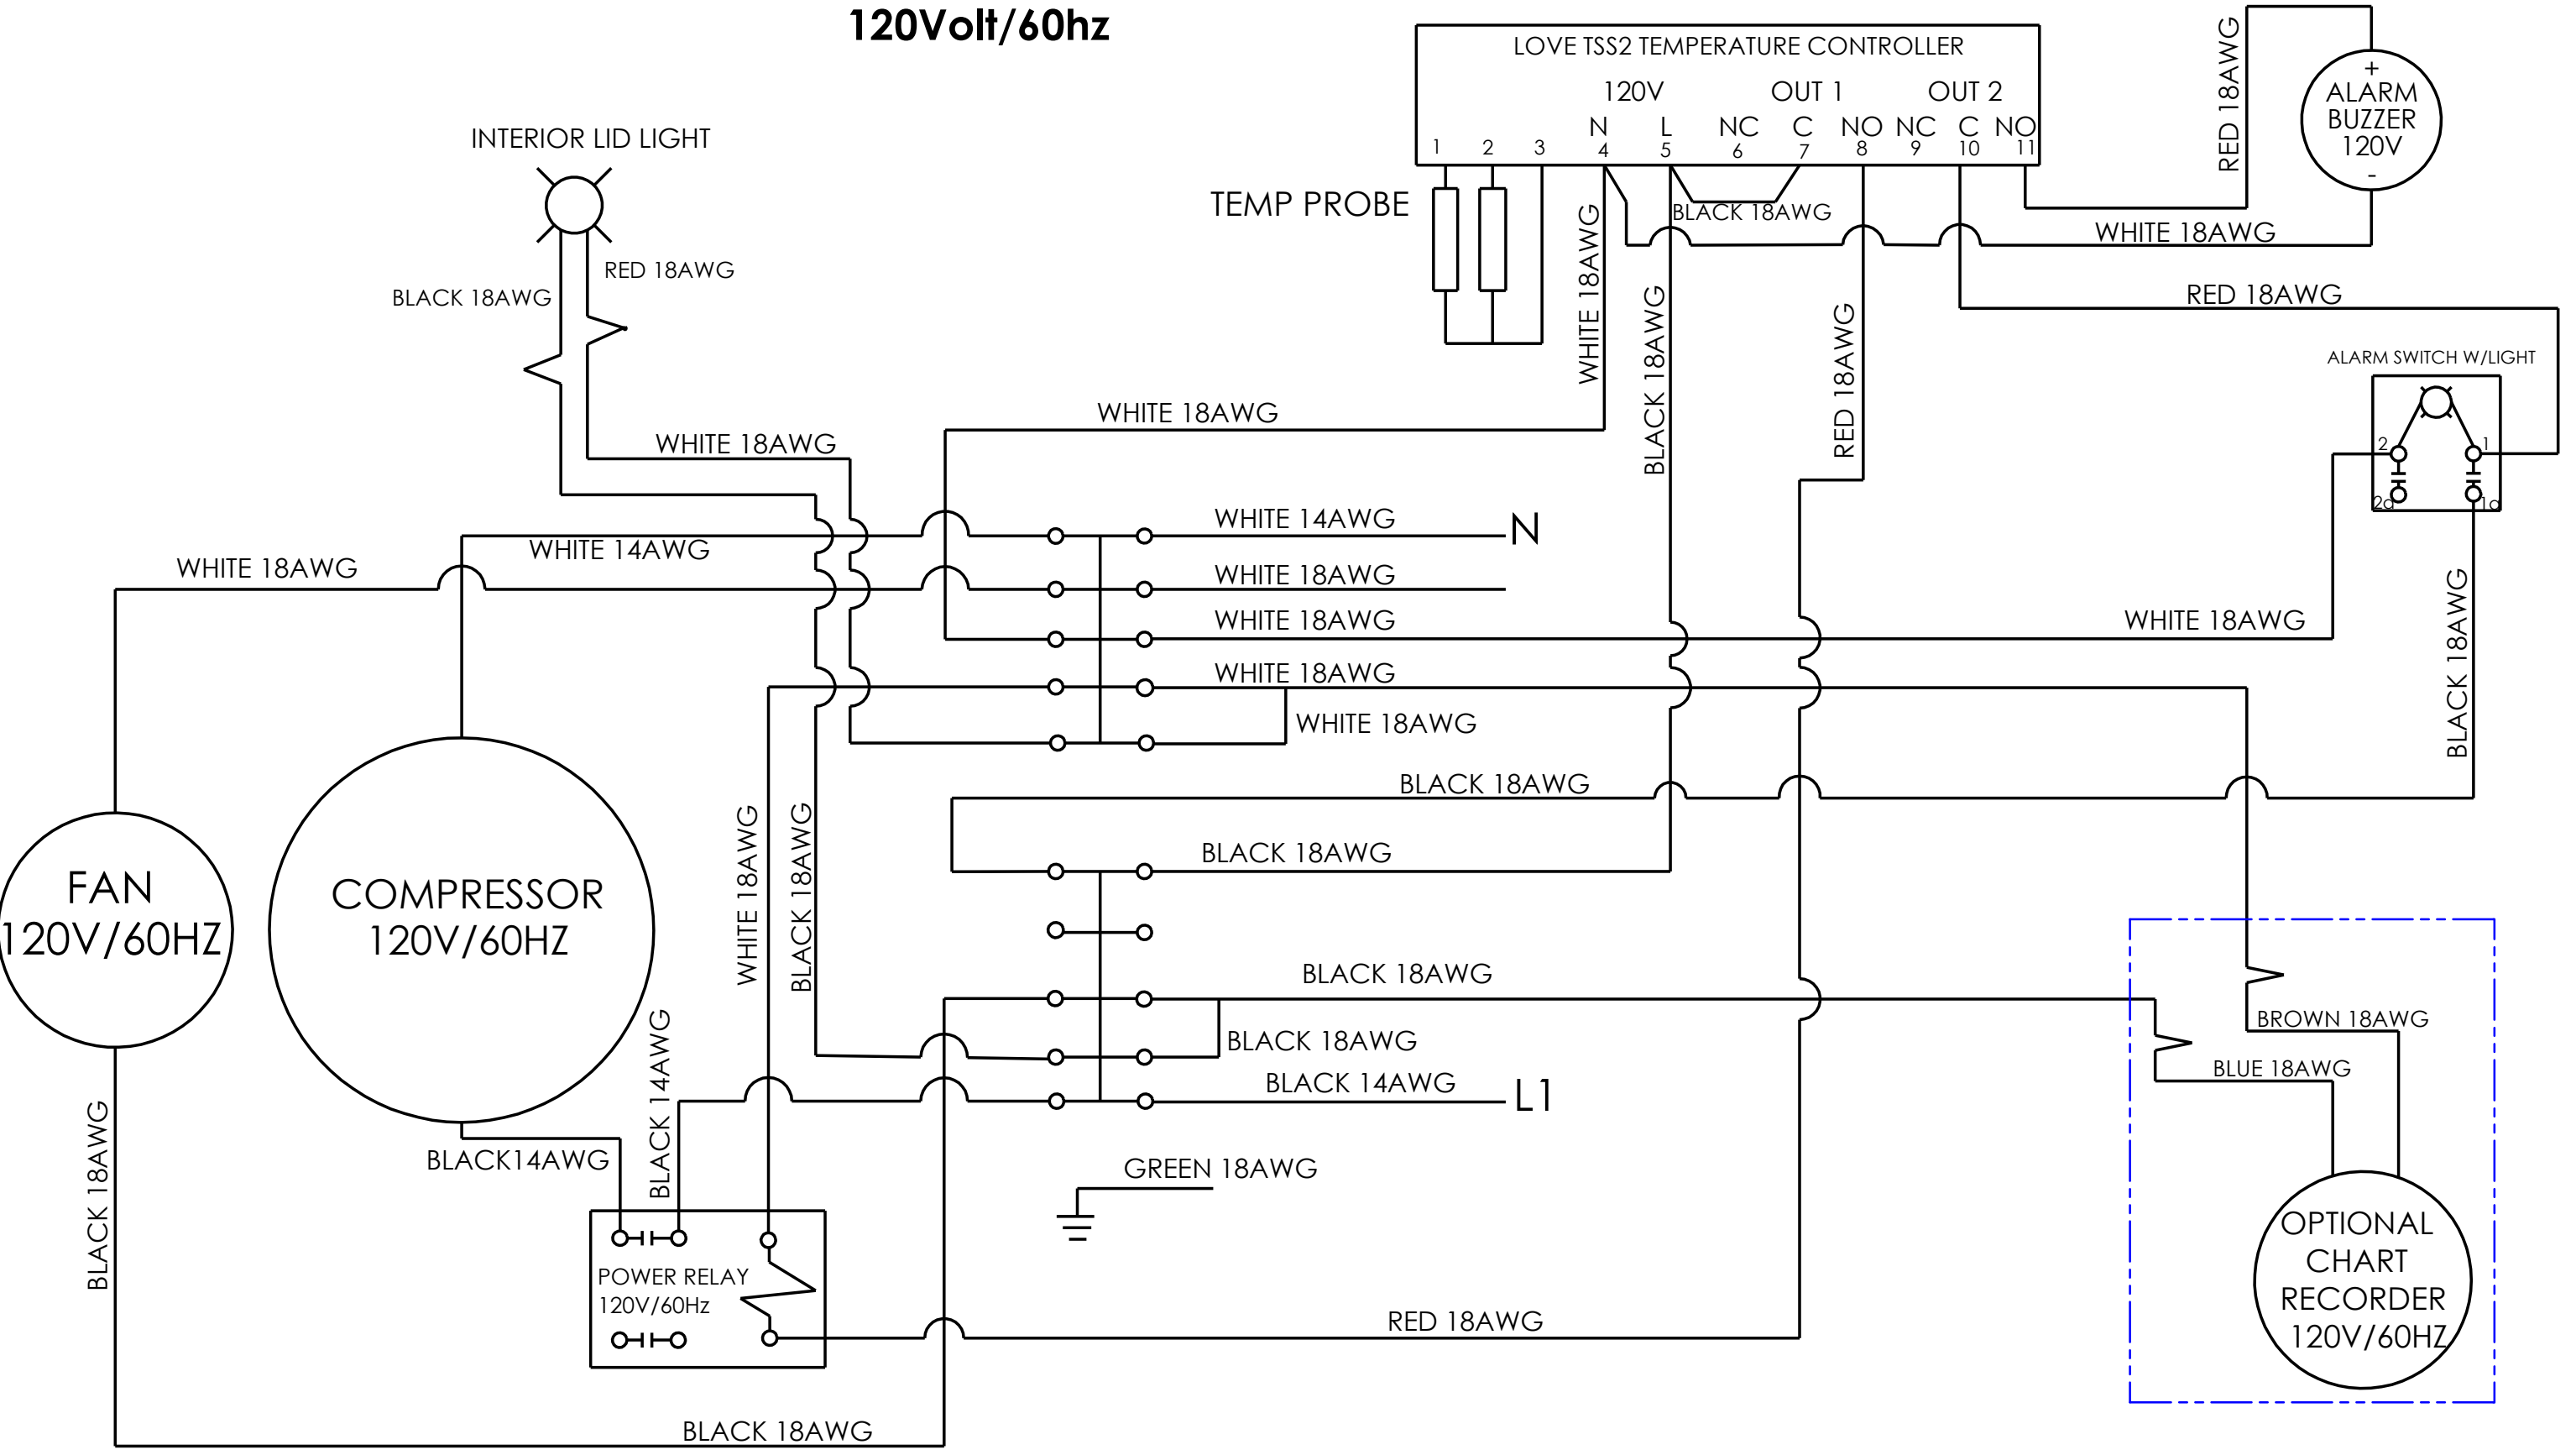 120Volt/60hz
LOVE TSS2 TEMPERATURE CONTROLLER
120V OUT 1 OUT 2
N L NC C NO NC C NO
1 2 3 4 5 6 7 8 9 10 11
RED 18AWG
+
ALARM
BUZZER
120V
-
INTERIOR LID LIGHT
TEMP PROBE
BLACK 18AWG
WHITE 18AWG
WHITE 18AWG
RED 18AWG
BLACK 18AWG
RED 18AWG
BLACK 18AWG
RED 18AWG
ALARM SWITCH W/LIGHT
2 1
2a 1a
WHITE 18AWG
WHITE 18AWG
WHITE 14AWG N
WHITE 14AWG
WHITE 18AWG
WHITE 18AWG
WHITE 18AWG
WHITE 18AWG
BLACK 18AWG
WHITE 18AWG
WHITE 18AWG
BLACK 18AWG
BLACK 18AWG
WHITE 18AWG
BLACK 18AWG
FAN
120V/60HZ
COMPRESSOR
120V/60HZ
BLACK 18AWG
BLACK 18AWG
BLACK 14AWG L1
BLACK 14AWG
BLACK14AWG
BLACK 18AWG
GREEN 18AWG
BROWN 18AWG
BLUE 18AWG
POWER RELAY
120V/60Hz
RED 18AWG
OPTIONAL
CHART
RECORDER
120V/60HZ
BLACK 18AWG